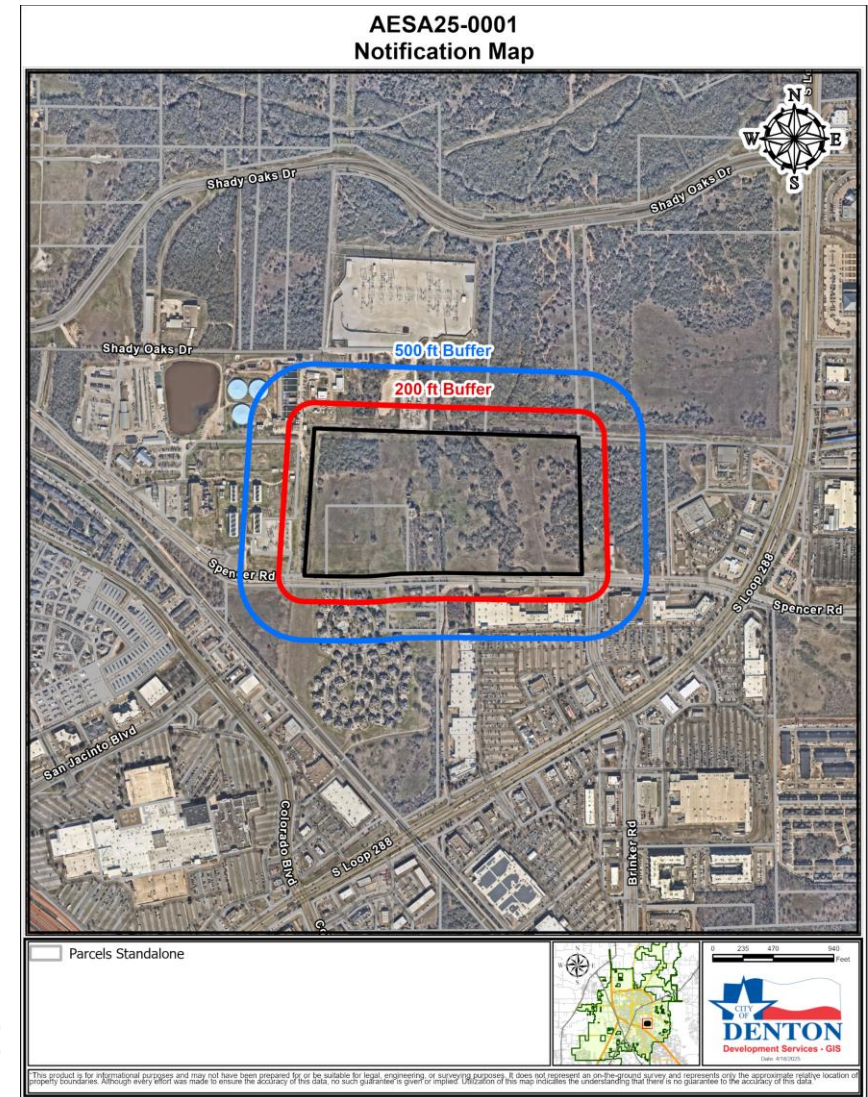 AESA25-0001
Notification Map
N
W E
S
S Lo
Shady Oaks Dr
Shady Oaks Dr
Shady Oaks Dr
500 ft Buffer
200 ft Buffer
Spencer Rd
S Loop 288
Spencer Rd
San Jacinto Blvd
Colorado Blvd
S Loop 288
Brinker Rd
Co
Parcels Standalone
N
W E
S
0 235 470 940
Feet
CITY
OF
DENTON
Development Services - GIS
Date: 4/16/2025
*This product is for informational purposes and may not have been prepared for or be suitable for legal, engineering, or surveying purposes. It does not represent an on-the-ground survey and represents only the approximate relative location of
property boundaries. Although every effort was made to ensure the accuracy of this data, no such guarantee is given or implied. Utilization of this map indicates the understanding that there is no guarantee to the accuracy of this data.